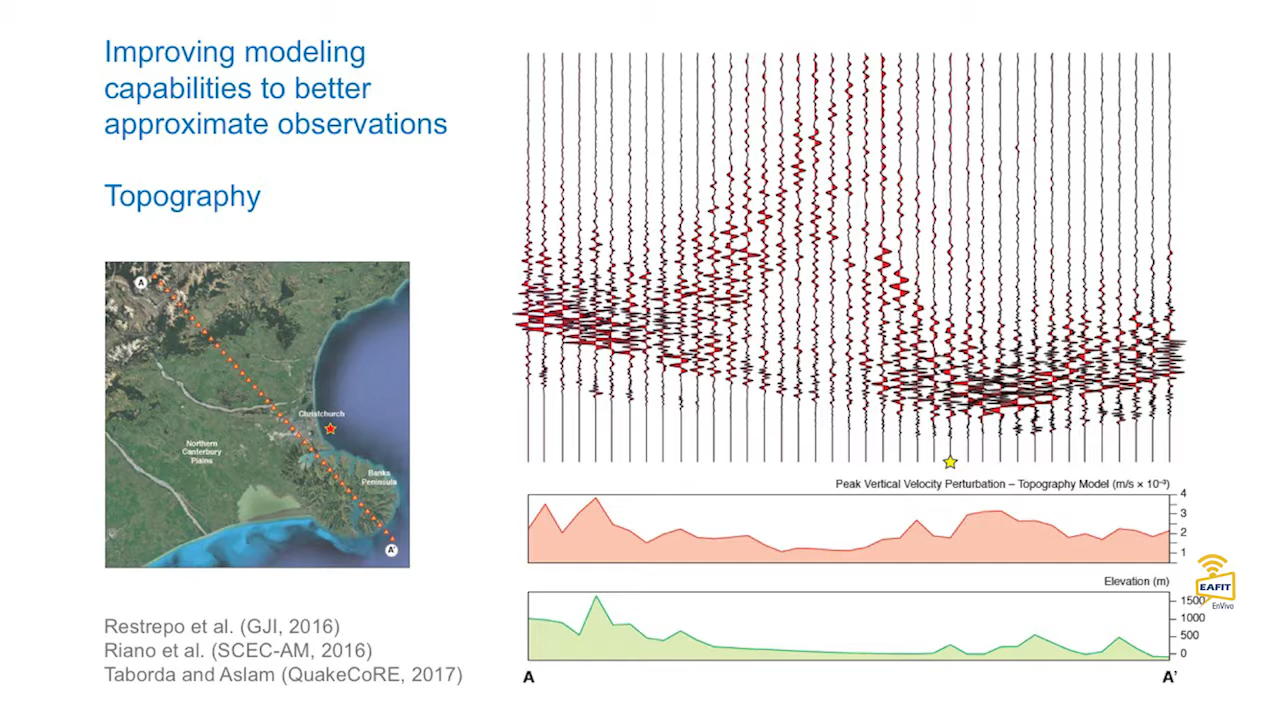 Improving modeling
capabilities to better
approximate observations
Topography
A
Christchurch
Northern
Canterbury
Plains
Banks
Peninsula
A'
Restrepo et al. (GJI, 2016)
Riano et al. (SCEC-AM, 2016)
Taborda and Aslam (QuakeCoRE, 2017)
Peak Vertical Velocity Perturbation – Topography Model (m/s × 10⁻³)
4
3
2
1
Elevation (m)
1500
1000
500
0
A
A'
EAFIT
EnVivo